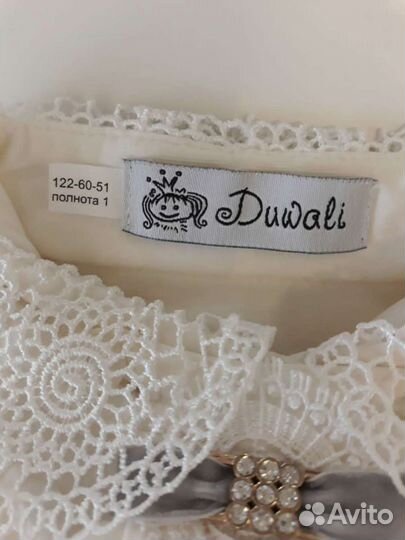 122-60-51
полнота 1
Duwali
Avito